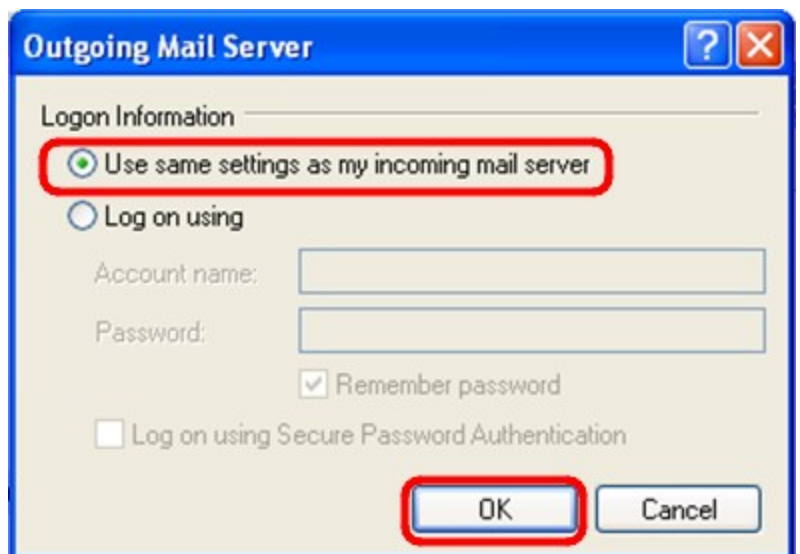 Outgoing Mail Server
Logon Information
Use same settings as my incoming mail server
Log on using
Account name:
Password:
Remember password
Log on using Secure Password Authentication
OK Cancel